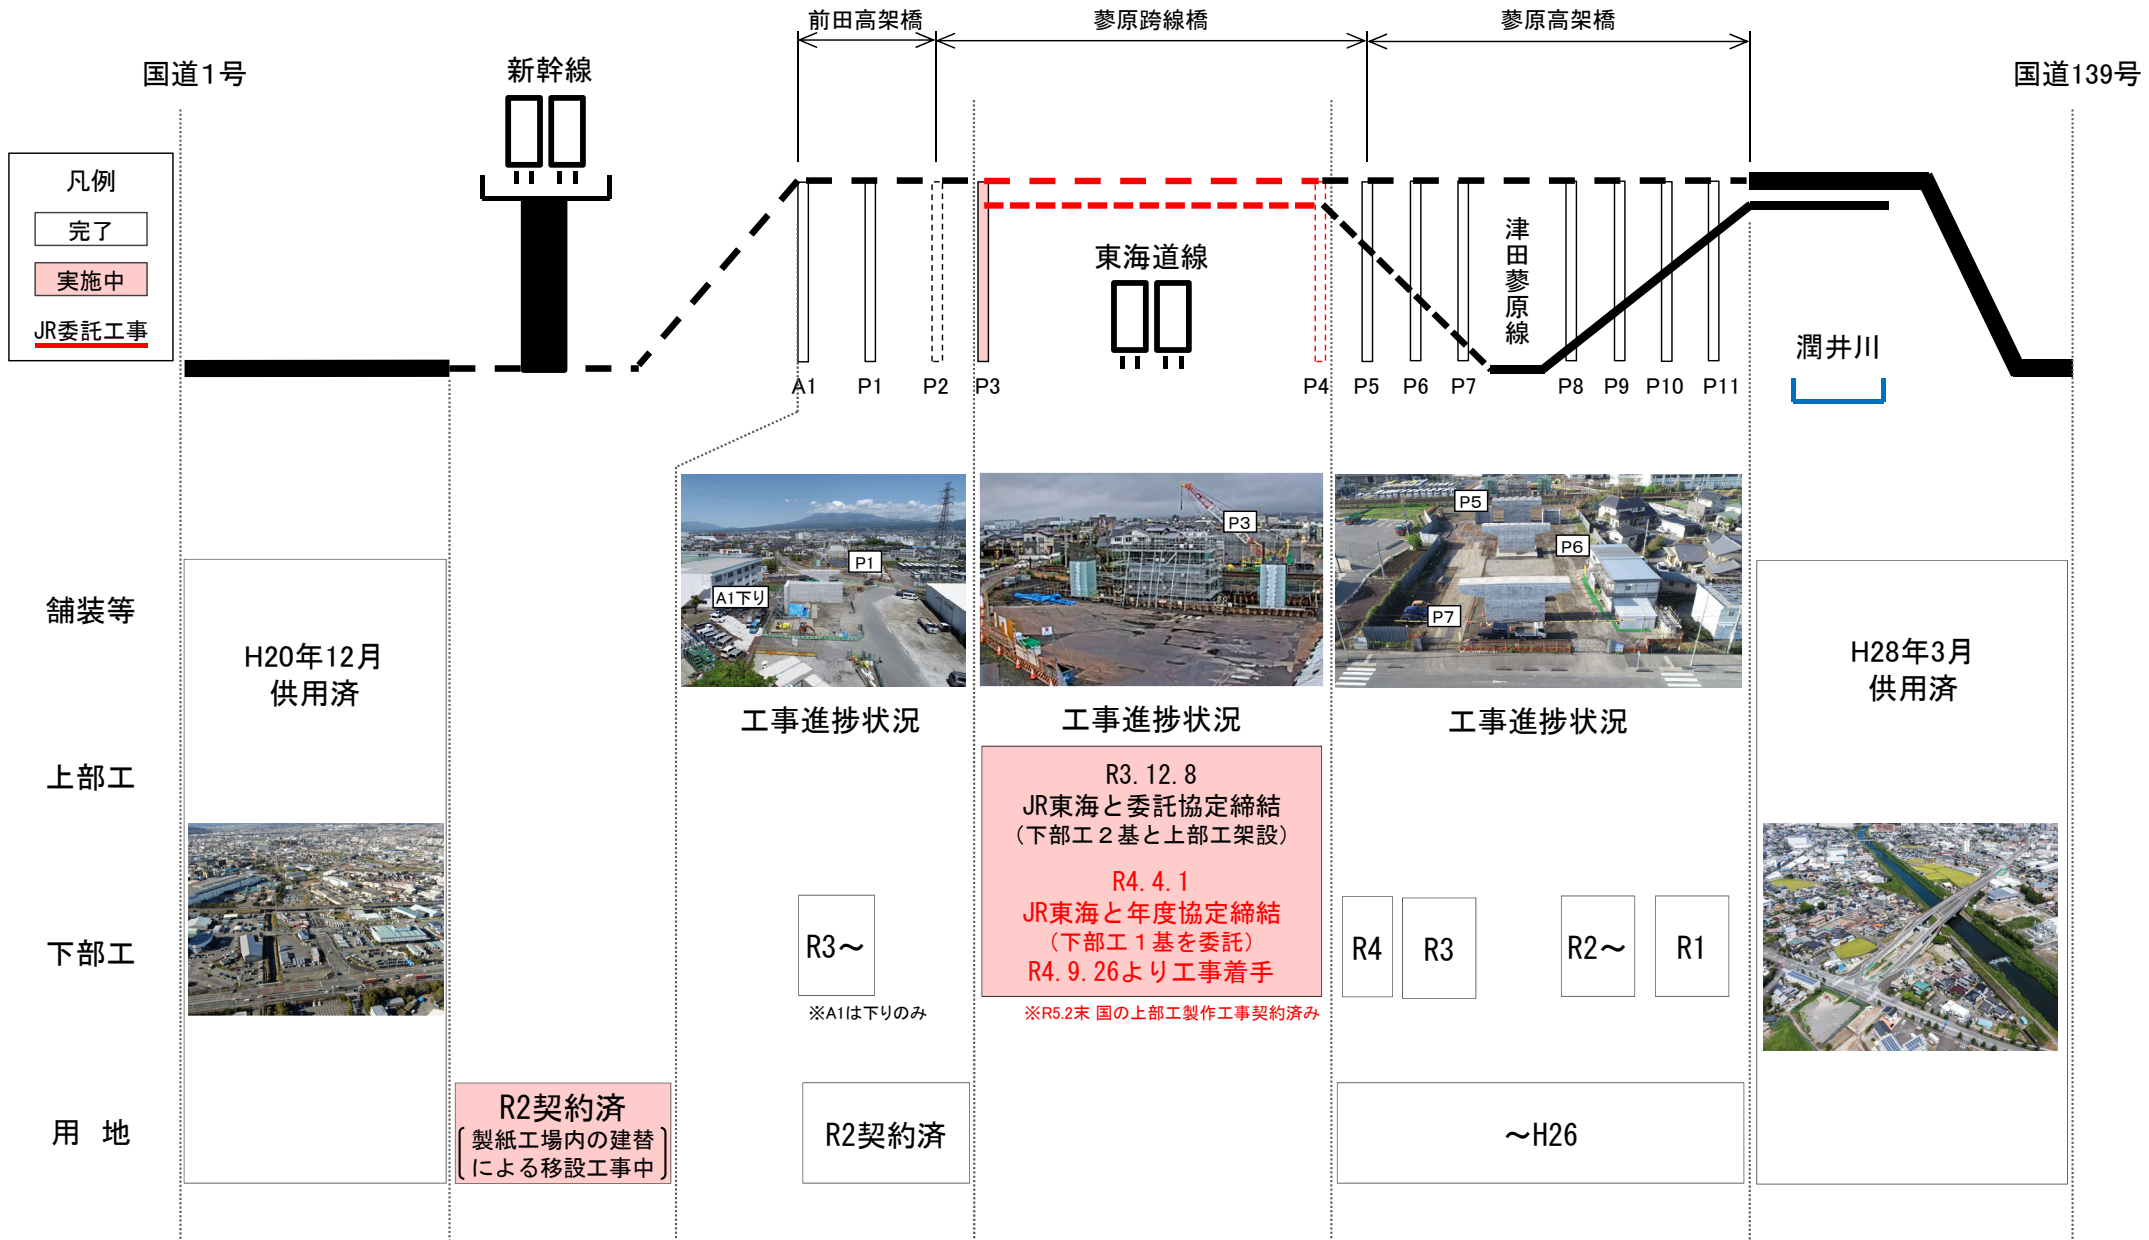 前田高架橋
蓼原跨線橋
蓼原高架橋
国道1号
新幹線
国道139号
凡例
完了
実施中
JR委託工事
東海道線
津田蓼原線
潤井川
A1
P1
P2
P3
P4
P5
P6
P7
P8
P9
P10
P11
P1
A1下り
P3
P5
P6
P7
舗装等
上部工
下部工
用 地
H20年12月
供用済
工事進捗状況
工事進捗状況
工事進捗状況
H28年3月
供用済
R3.12.8
JR東海と委託協定締結
（下部工２基と上部工架設）
R4.4.1
JR東海と年度協定締結
（下部工１基を委託）
R4.9.26より工事着手
※R5.2末 国の上部工製作工事契約済み
R3～
※A1は下りのみ
R4
R3
R2～
R1
R2契約済
製紙工場内の建替
による移設工事中
R2契約済
～H26